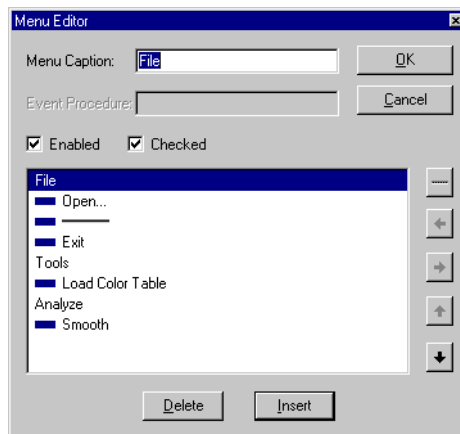 Menu Editor
Menu Caption: File
OK
Event Procedure:
Cancel
Enabled Checked
File
Open...
Exit
Tools
Load Color Table
Analyze
Smooth
Delete Insert